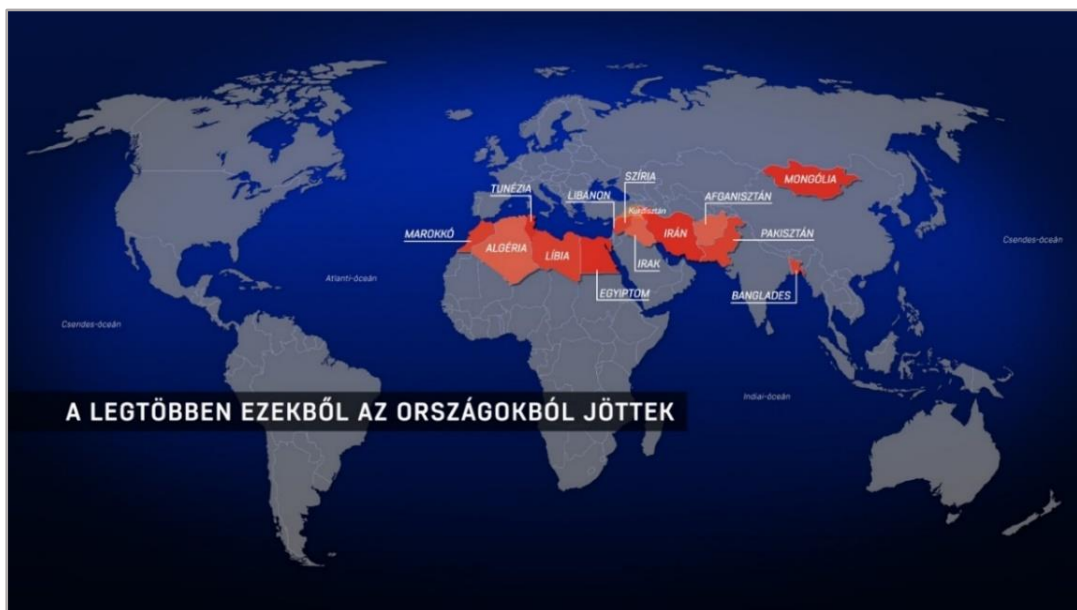 MONGÓLIA
SZÍRIA
TUNÉZIA
LIBANON
AFGANISZTÁN
Kurdisztán
MAROKKÓ
ALGÉRIA
LÍBIA
IRÁN
PAKISZTÁN
Csendes-óceán
IRAK
Atlanti-óceán
EGYIPTOM
BANGLADES
Csendes-óceán
Indiai-óceán
A LEGTÖBBEN EZEKBŐL AZ ORSZÁGOKBÓL JÖTTEK